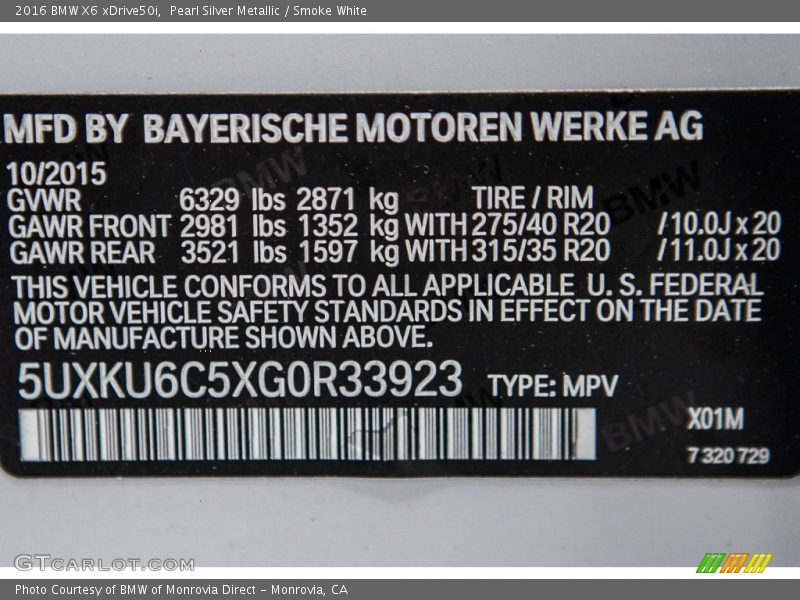 2016 BMW X6 xDrive50i,  Pearl Silver Metallic / Smoke White
MFD BY BAYERISCHE MOTOREN WERKE AG
10/2015
GVWR 6329 lbs 2871 kg TIRE / RIM
GAWR FRONT 2981 lbs 1352 kg WITH 275/40 R20 /10.0J x 20
GAWR REAR 3521 lbs 1597 kg WITH 315/35 R20 /11.0J x 20
THIS VEHICLE CONFORMS TO ALL APPLICABLE U. S. FEDERAL
MOTOR VEHICLE SAFETY STANDARDS IN EFFECT ON THE DATE
OF MANUFACTURE SHOWN ABOVE.
5UXKU6C5XG0R33923 TYPE: MPV
X01M
7 320 729
BMW
BMW
BMW
GTCARLOT.COM
Photo Courtesy of BMW of Monrovia Direct – Monrovia, CA